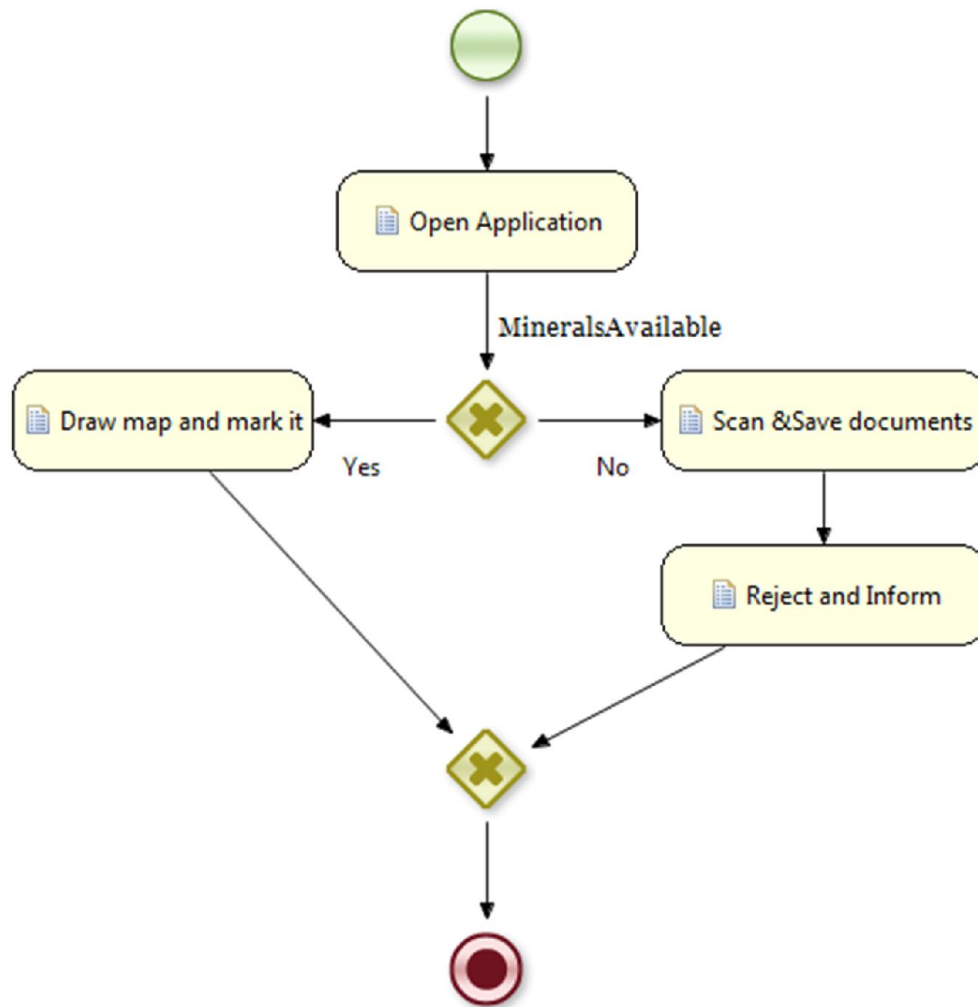 Open Application
MineralsAvailable
Draw map and mark it
Scan &Save documents
Yes
No
Reject and Inform